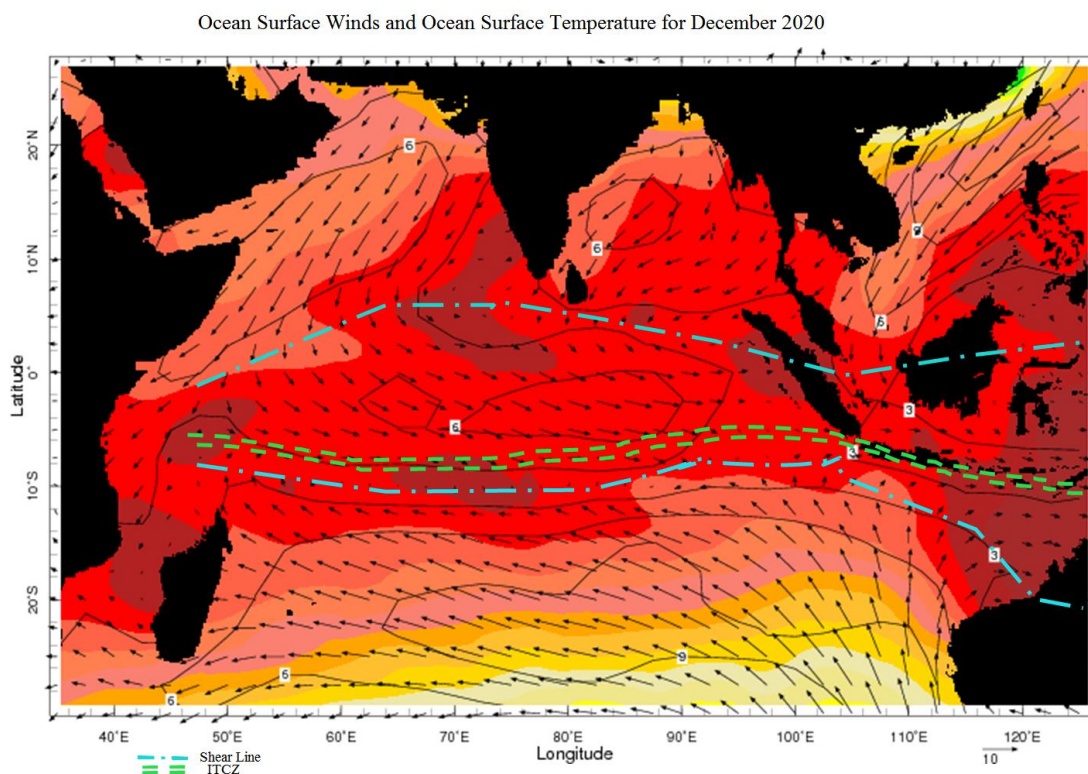 Ocean Surface Winds and Ocean Surface Temperature for December 2020
20°N
10°N
0°
10°S
20°S
Latitude
6
6
9
6
3
6
3
3
9
6
6
40°E 50°E 60°E 70°E 80°E 90°E 100°E 110°E 120°E
Longitude
10
Shear Line
ITCZ